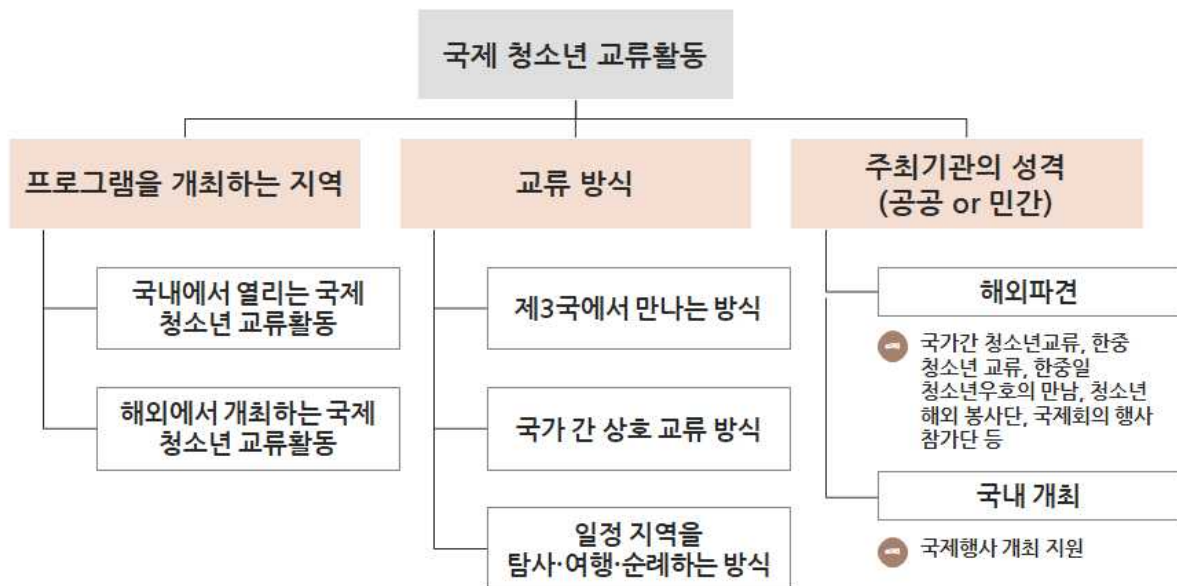 국제 청소년 교류활동
프로그램을 개최하는 지역
국내에서 열리는 국제
청소년 교류활동
해외에서 개최하는 국제
청소년 교류활동
교류 방식
제3국에서 만나는 방식
국가 간 상호 교류 방식
일정 지역을
탐사·여행·순례하는 방식
주최기관의 성격
(공공 or 민간)
해외파견
국가간 청소년교류, 한중
청소년 교류, 한중일
청소년우호의 만남, 청소년
해외 봉사단, 국제회의 행사
참가단 등
국내 개최
국제행사 개최 지원